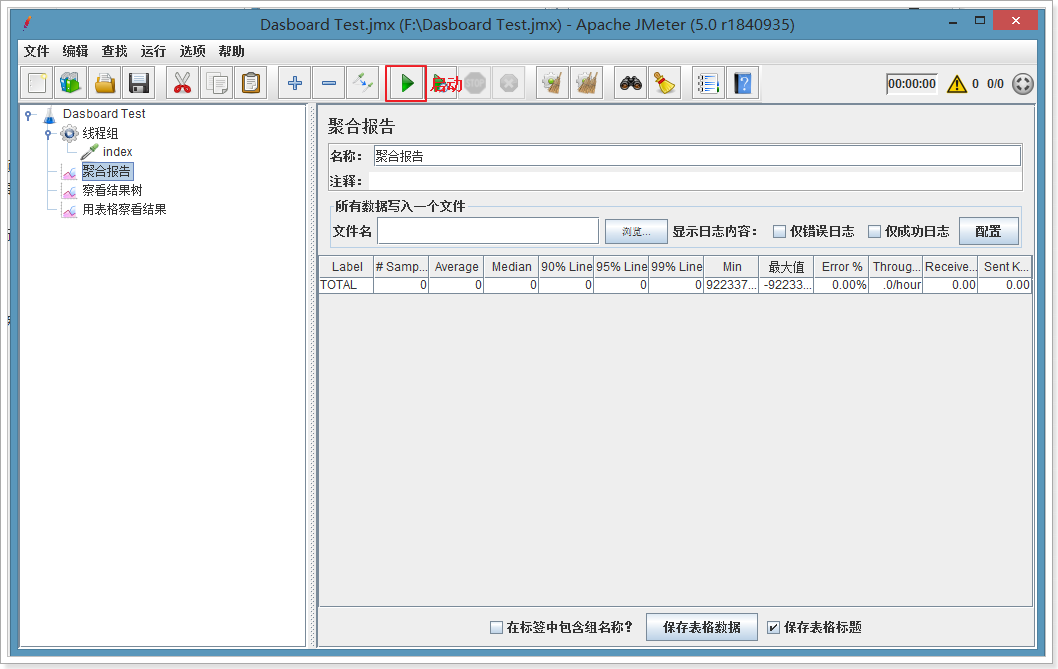 Dasboard Test.jmx (F:\Dasboard Test.jmx) - Apache JMeter (5.0 r1840935)
文件 编辑 查找 运行 选项 帮助
启动 STOP 00:00:00 0 0/0
Dasboard Test
线程组
index
聚合报告
察看结果树
用表格察看结果
聚合报告
名称: 聚合报告
注释:
所有数据写入一个文件
文件名 浏览... 显示日志内容: 仅错误日志 仅成功日志 配置
Label # Samp... Average Median 90% Line 95% Line 99% Line Min 最大值 Error % Throug... Receive... Sent K...
TOTAL 0 0 0 0 0 0 922337... -92233... 0.00% .0/hour 0.00 0.00
在标签中包含组名称? 保存表格数据 保存表格标题